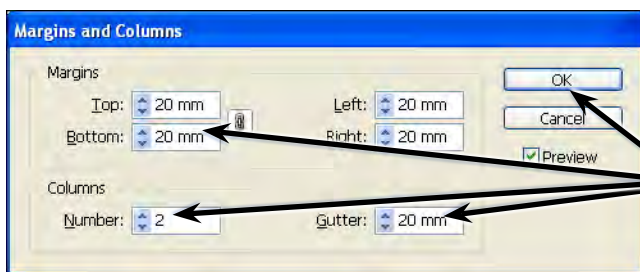 Margins and Columns
Margins
Top: 20 mm
Left: 20 mm
OK
Bottom: 20 mm
Right: 20 mm
Cancel
Preview
Columns
Number: 2
Gutter: 20 mm